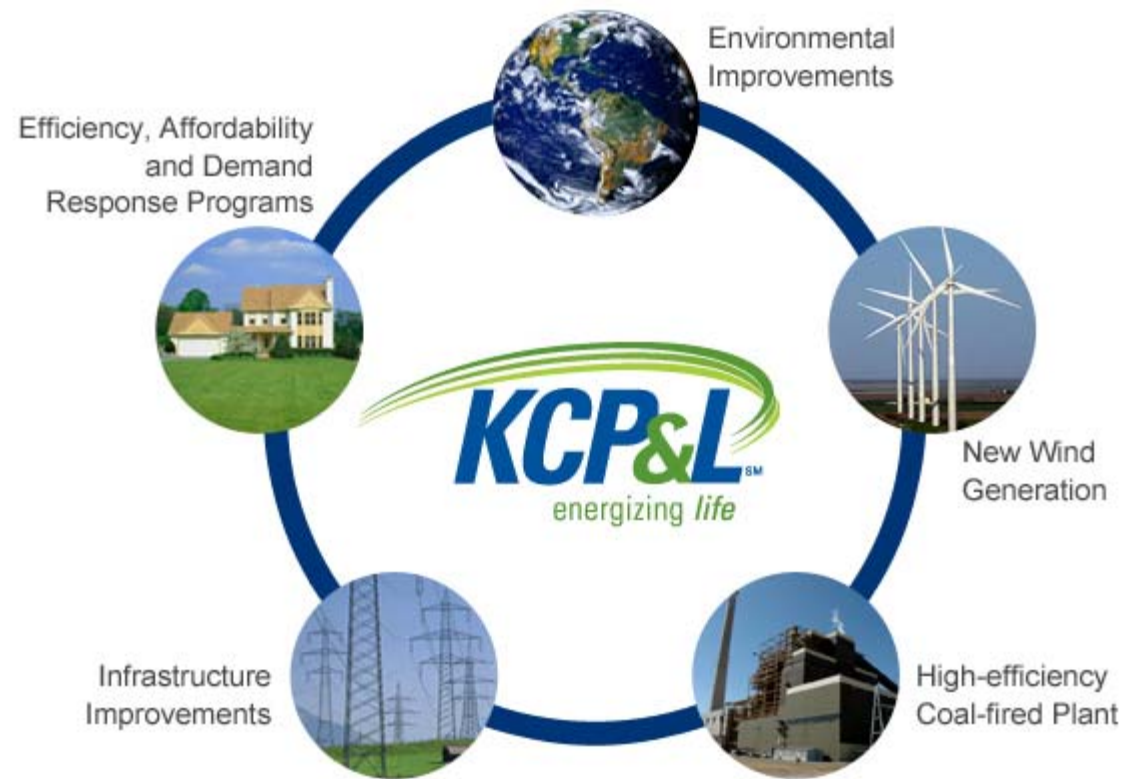 Environmental
Improvements
Efficiency, Affordability
and Demand
Response Programs
KCP&L SM
energizing life
New Wind
Generation
Infrastructure
Improvements
High-efficiency
Coal-fired Plant